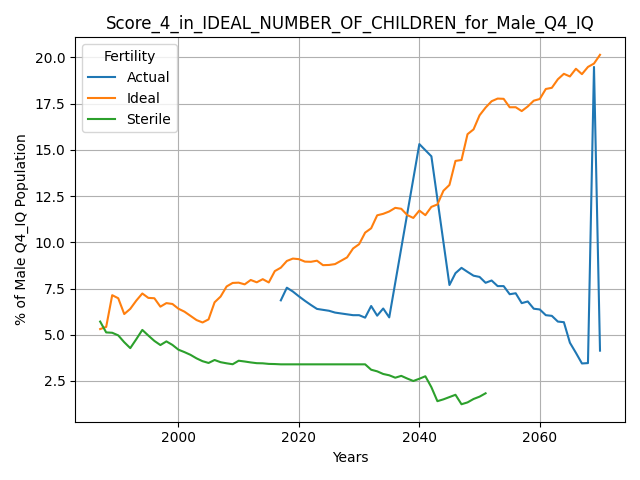 Score_4_in_IDEAL_NUMBER_OF_CHILDREN_for_Male_Q4_IQ
Fertility
Actual
Ideal
Sterile
20.0
17.5
15.0
12.5
10.0
7.5
5.0
2.5
% of Male Q4_IQ Population
2000
2020
2040
2060
Years